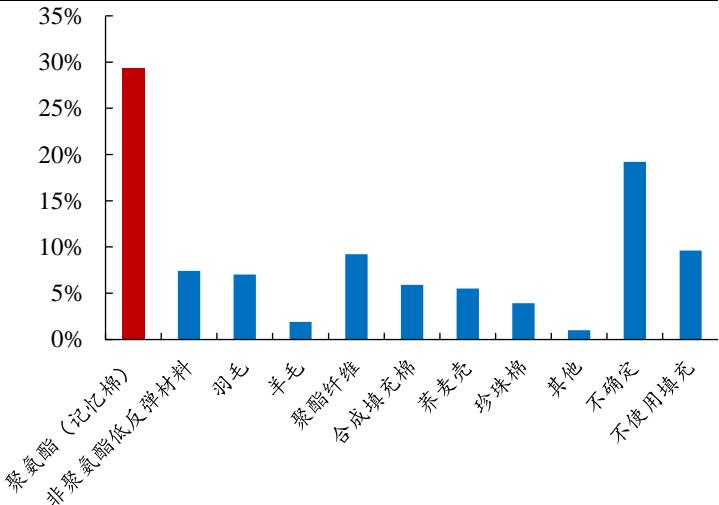 35%
30%
25%
20%
15%
10%
5%
0%
聚氨酯（记忆棉）
非聚氨酯低反弹材料
羽毛
羊毛
聚酯纤维
合成填充棉
荞麦壳
珍珠棉
其他
不确定
不使用填充